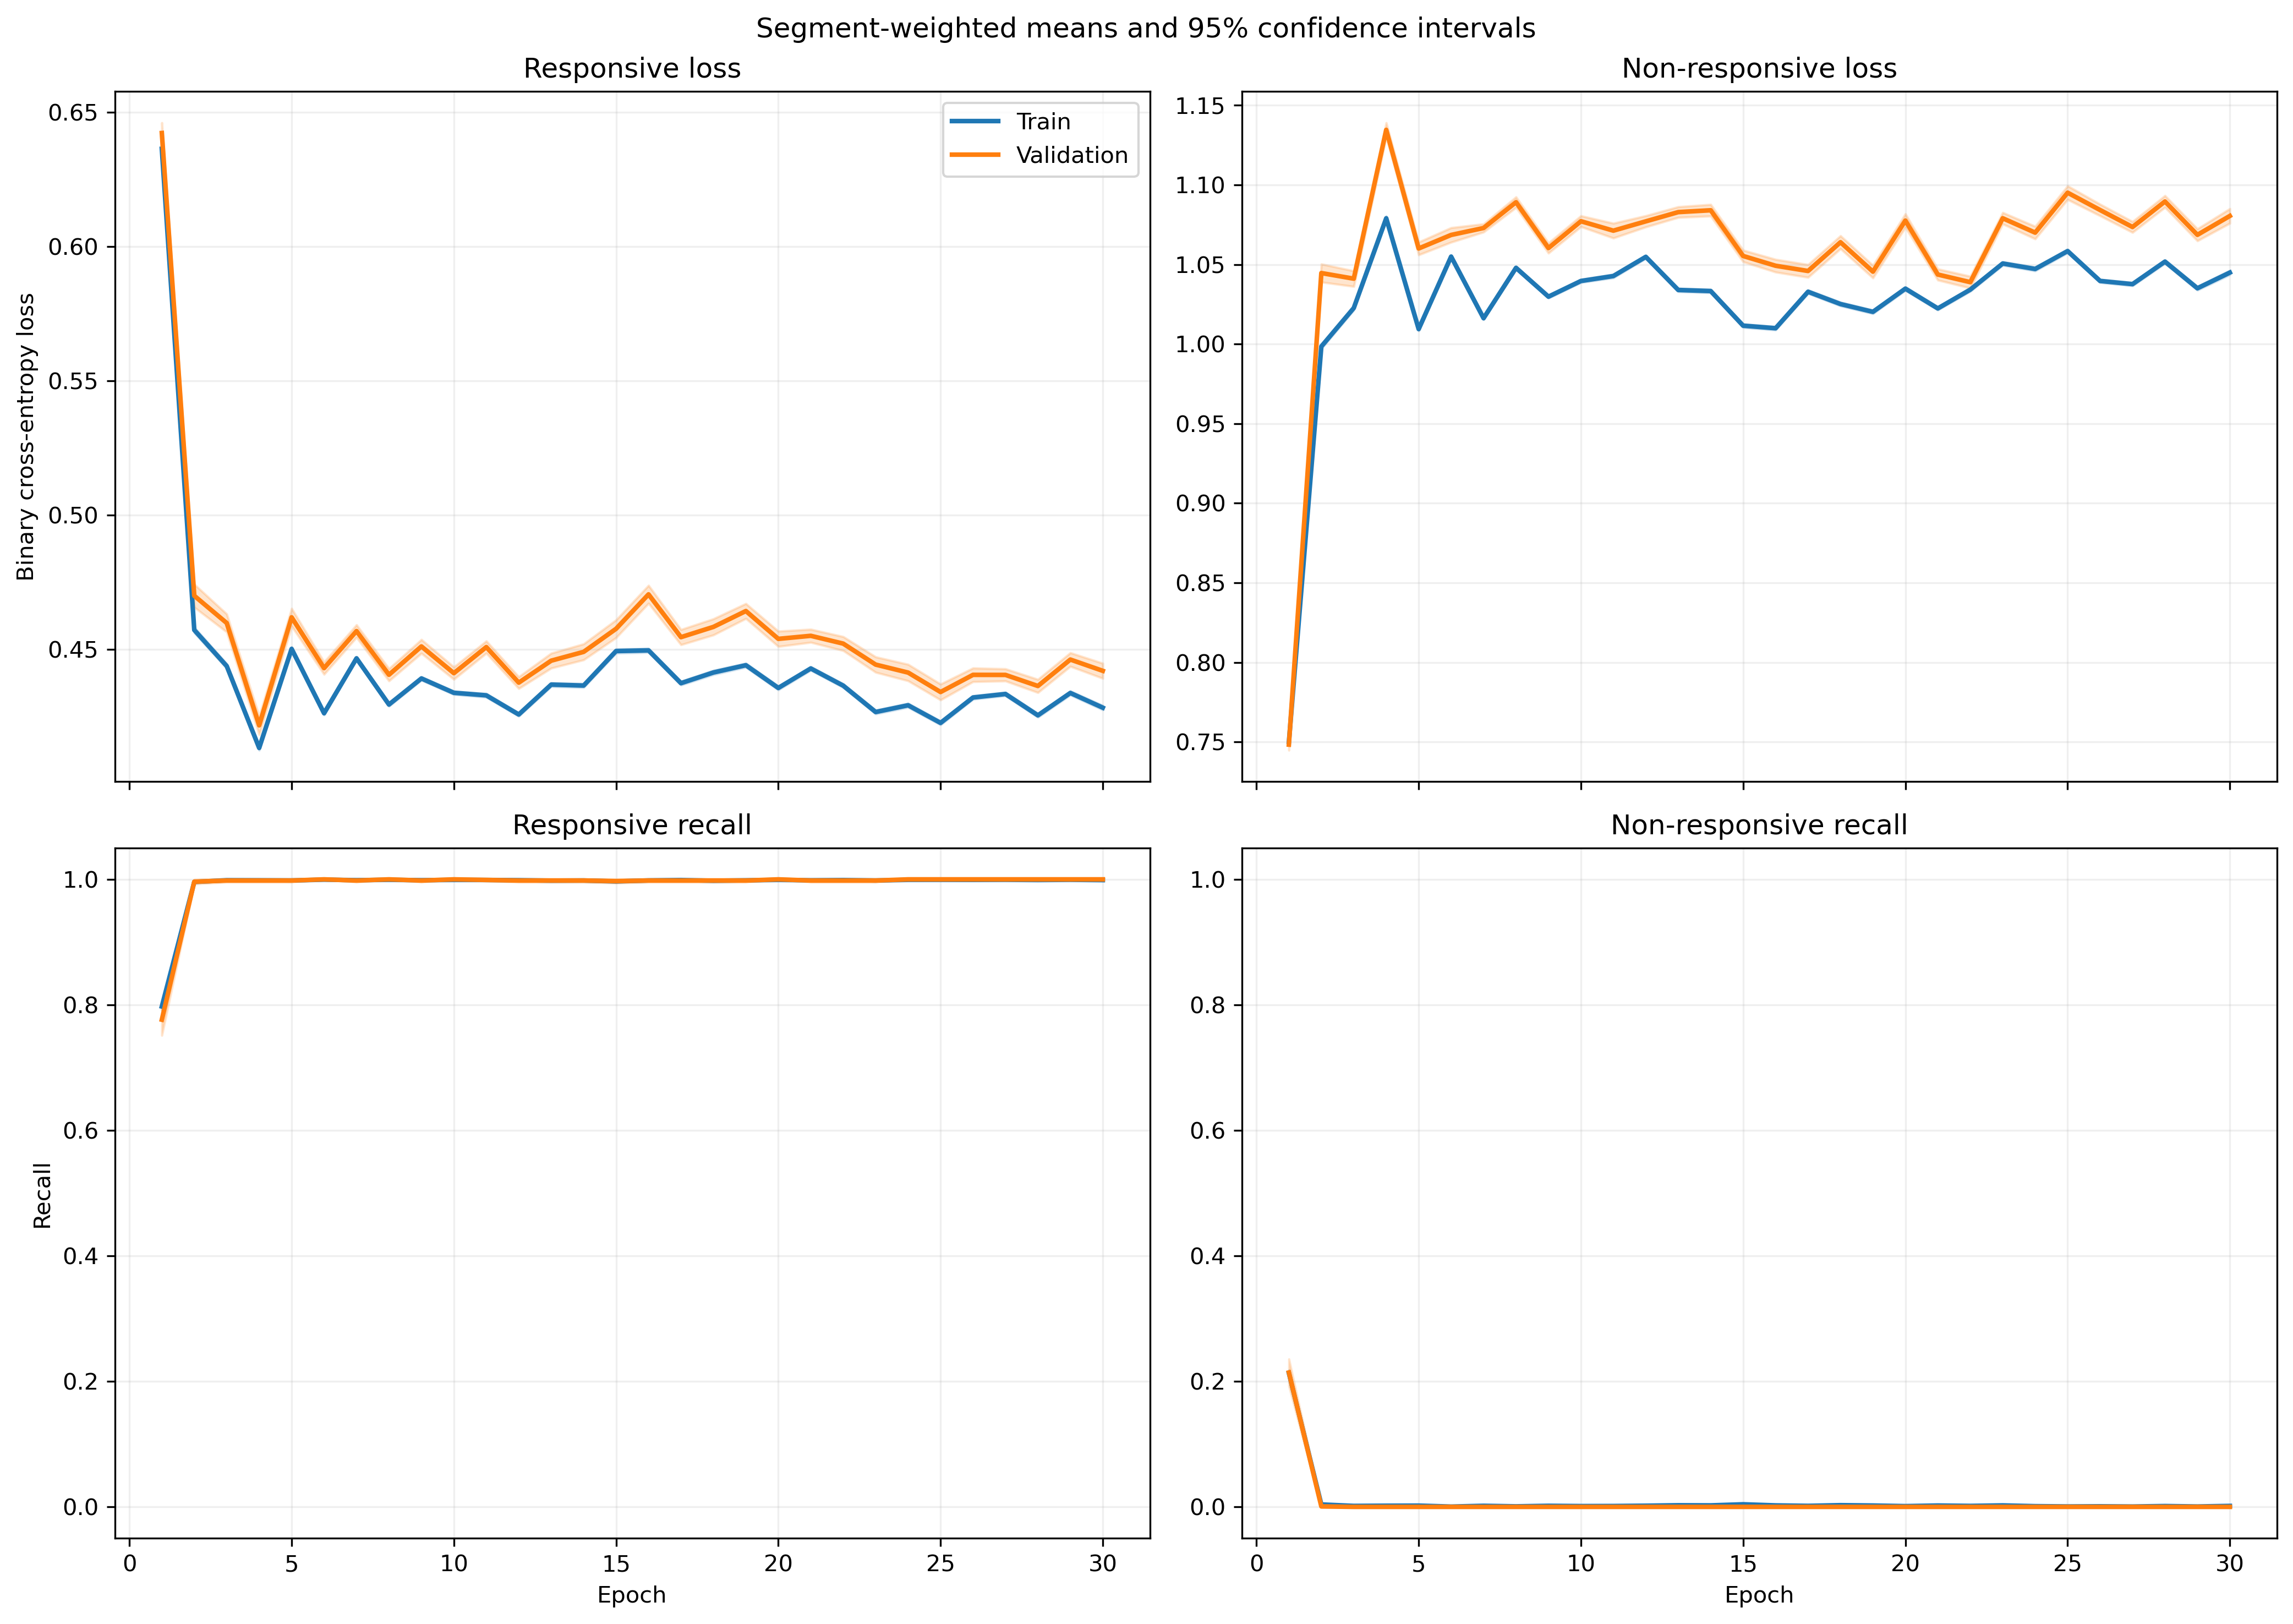 Segment-weighted means and 95% confidence intervals
Responsive loss
Non-responsive loss
Binary cross-entropy loss
0.65
0.60
0.55
0.50
0.45
Train
Validation
1.15
1.10
1.05
1.00
0.95
0.90
0.85
0.80
0.75
Responsive recall
Non-responsive recall
Recall
1.0
0.8
0.6
0.4
0.2
0.0
0 5 10 15 20 25 30
Epoch
1.0
0.8
0.6
0.4
0.2
0.0
0 5 10 15 20 25 30
Epoch